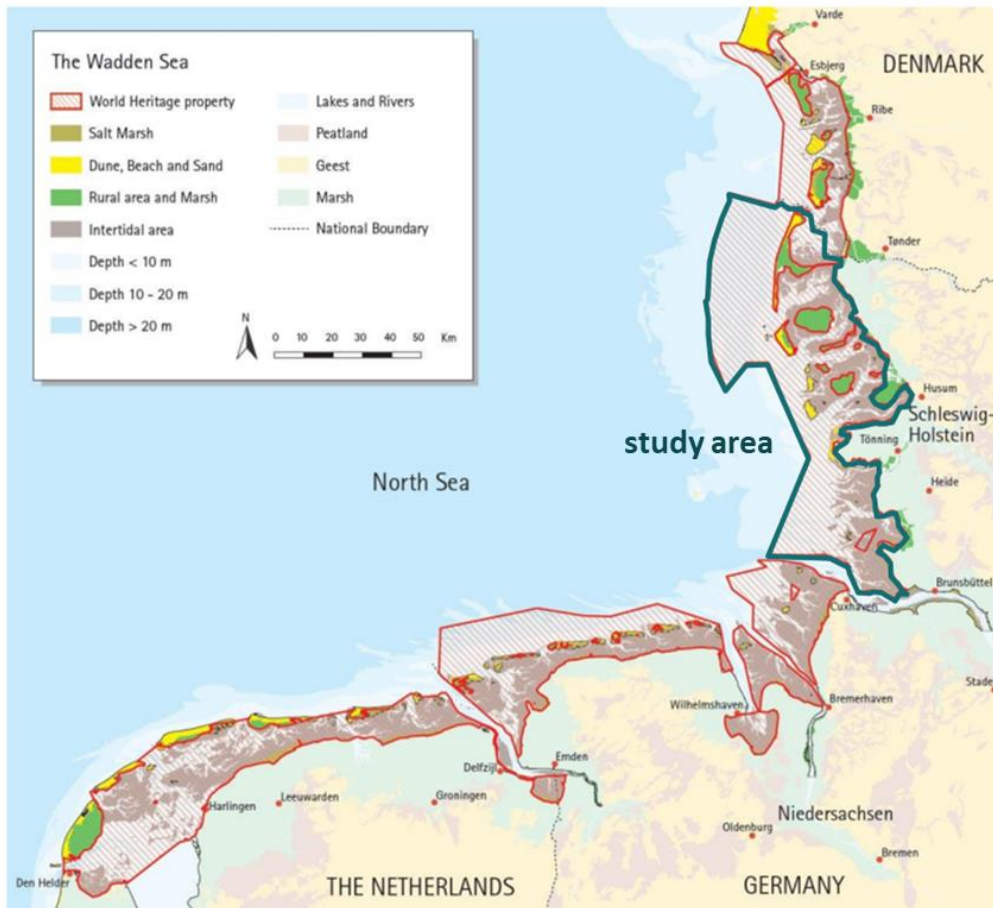 The Wadden Sea
World Heritage property
Salt Marsh
Dune, Beach and Sand
Rural area and Marsh
Intertidal area
Depth < 10 m
Depth 10 - 20 m
Depth > 20 m
Lakes and Rivers
Peatland
Geest
Marsh
National Boundary
N
0 10 20 30 40 50 Km
Varde
Esbjerg
DENMARK
Ribe
Tønder
Husum
Schleswig-
Holstein
Tönning
study area
Heide
North Sea
Brunsbüttel
Cuxhaven
Stade
Wilhelmshaven
Bremerhaven
Emden
Delfzijl
Groningen
Leeuwarden
Harlingen
Niedersachsen
Oldenburg
Bremen
Den Helder
THE NETHERLANDS
GERMANY